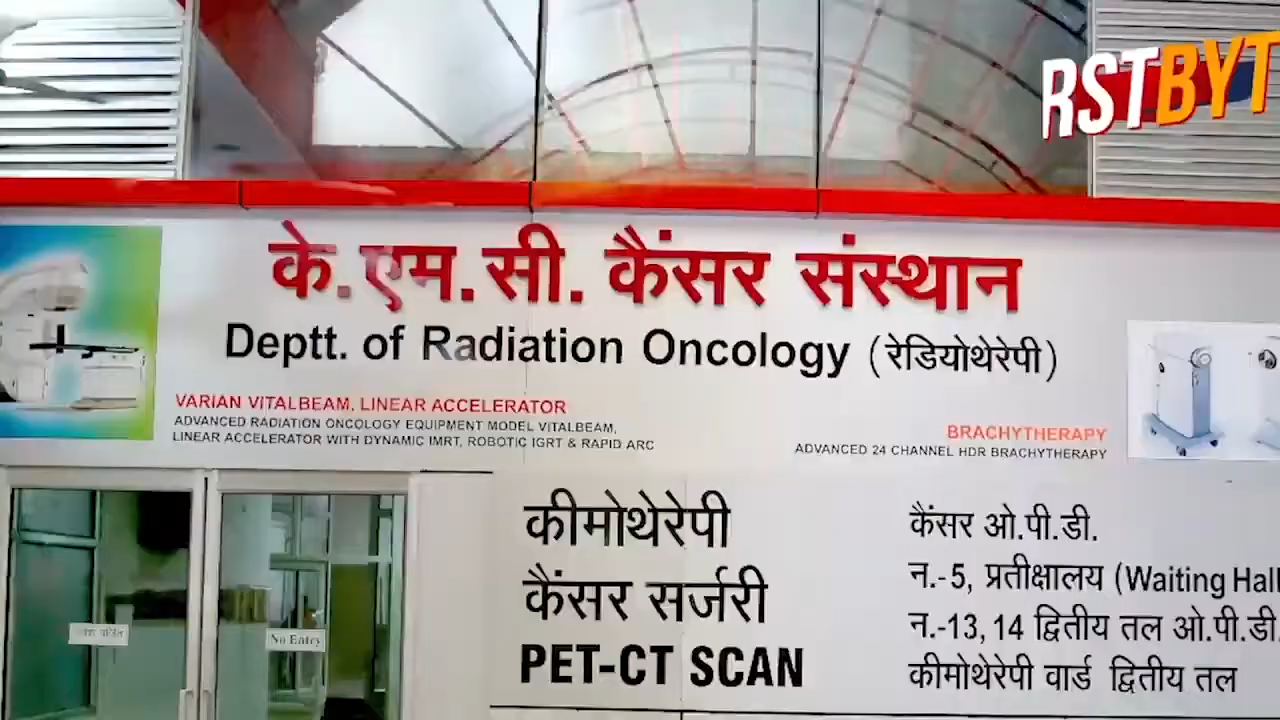 RSTBYT
के.एम.सी. कैंसर संस्थान
Deptt. of Radiation Oncology (रेडियोथेरेपी)
VARIAN VITALBEAM, LINEAR ACCELERATOR
ADVANCED RADIATION ONCOLOGY EQUIPMENT MODEL VITALBEAM,
LINEAR ACCELERATOR WITH DYNAMIC IMRT, ROBOTIC IGRT & RAPID ARC
BRACHYTHERAPY
ADVANCED 24 CHANNEL HDR BRACHYTHERAPY
कीमोथेरेपी
कैंसर सर्जरी
PET-CT SCAN
कैंसर ओ.पी.डी.
न.-5, प्रतीक्षालय (Waiting Hall
न.-13, 14 द्वितीय तल ओ.पी.डी.
कीमोथेरेपी वार्ड द्वितीय तल
No Entry